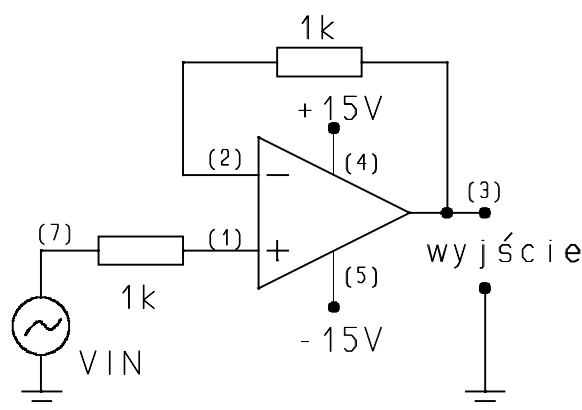 1k
+15V
(2)
(4)
(3)
(7)
(1)
wyjście
(5)
1k
-15V
VIN